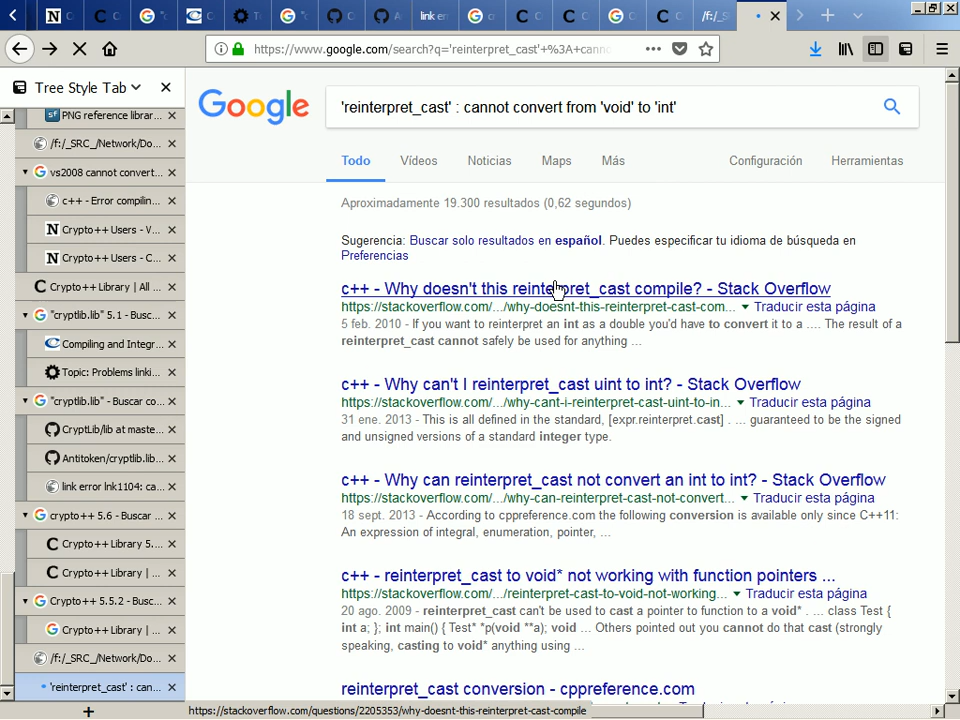 link er
/f:/_S
https://www.google.com/search?q='reinterpret_cast'+%3A+canno
Tree Style Tab
PNG reference librar...
/f:/_SRC_/Network/Do...
vs2008 cannot convert...
c++ - Error compilin...
Crypto++ Users - V...
Crypto++ Users - C...
Crypto++ Library | All ...
"cryptlib.lib" 5.1 - Busc...
Compiling and Integr...
Topic: Problems linki...
"cryptlib.lib" - Buscar co...
CryptLib/lib at maste...
Antitoken/cryptlib.lib...
link error lnk1104: ca...
crypto++ 5.6 - Buscar ...
Crypto++ Library 5....
Crypto++ Library | ...
Crypto++ 5.5.2 - Busc...
Crypto++ Library | ...
/f:/_SRC_/Network/Do...
'reinterpret_cast' : can...
Google
'reinterpret_cast' : cannot convert from 'void' to 'int'
Todo Vídeos Noticias Maps Más Configuración Herramientas
Aproximadamente 19.300 resultados (0,62 segundos)
Sugerencia: Buscar solo resultados en español. Puedes especificar tu idioma de búsqueda en
Preferencias
c++ - Why doesn't this reinterpret_cast compile? - Stack Overflow
https://stackoverflow.com/.../why-doesnt-this-reinterpret-cast-com... ▼ Traducir esta página
5 feb. 2010 - If you want to reinterpret an int as a double you'd have to convert it to a .... The result of a
reinterpret_cast cannot safely be used for anything ...
c++ - Why can't I reinterpret_cast uint to int? - Stack Overflow
https://stackoverflow.com/.../why-cant-i-reinterpret-cast-uint-to-in... ▼ Traducir esta página
31 ene. 2013 - This is all defined in the standard, [expr.reinterpret.cast] . ... guaranteed to be the signed
and unsigned versions of a standard integer type.
c++ - Why can reinterpret_cast not convert an int to int? - Stack Overflow
https://stackoverflow.com/.../why-can-reinterpret-cast-not-convert... ▼ Traducir esta página
18 sept. 2013 - According to cppreference.com the following conversion is available only since C++11:
An expression of integral, enumeration, pointer, ...
c++ - reinterpret_cast to void* not working with function pointers ...
https://stackoverflow.com/.../reinterpret-cast-to-void-not-working... ▼ Traducir esta página
20 ago. 2009 - reinterpret_cast can't be used to cast a pointer to function to a void* . ... class Test {
int a; }; int main() { Test* *p(void **a); void ... Others pointed out you cannot do that cast (strongly
speaking, casting to void* anything using ...
reinterpret_cast conversion - cppreference.com
https://stackoverflow.com/questions/2205353/why-doesnt-this-reinterpret-cast-compile